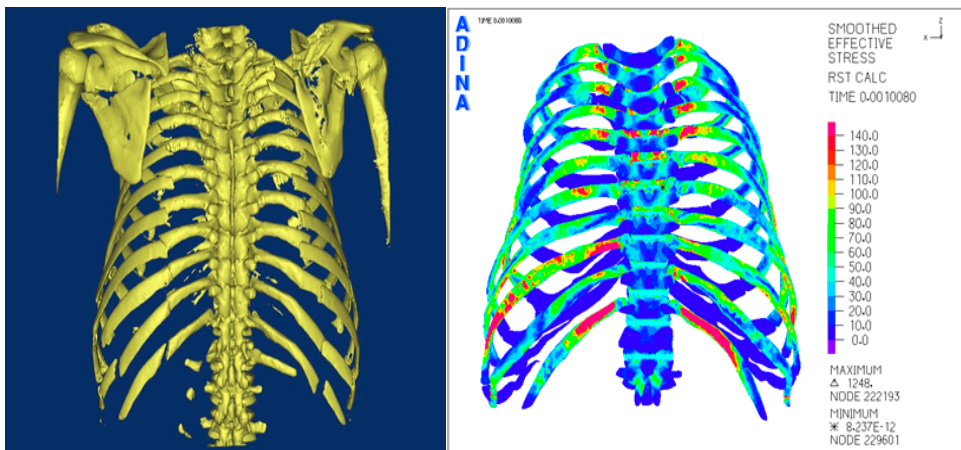 ADINA
TIME 0.0010080
SMOOTHED
EFFECTIVE
STRESS
RST CALC
TIME 0.0010080
z
x
140.0
130.0
120.0
110.0
100.0
90.0
80.0
70.0
60.0
50.0
40.0
30.0
20.0
10.0
0.0
MAXIMUM
Δ 1248.
NODE 222193
MINIMUM
* 8.237E-12
NODE 229601